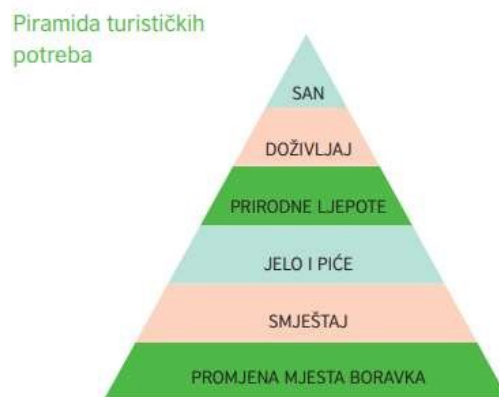 Piramida turističkih
potreba
SAN
DOŽIVLJAJ
PRIRODNE LJEPOTE
JELO I PIĆE
SMJEŠTAJ
PROMJENA MJESTA BORAVKA